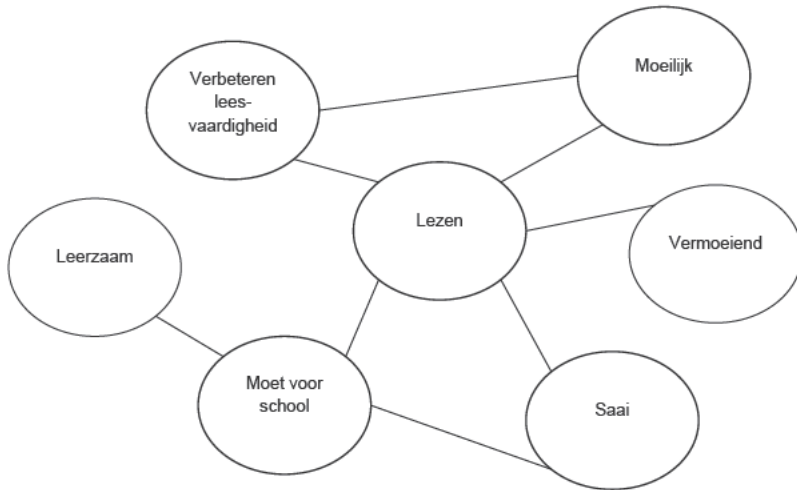 Verbeteren
lees-
vaardigheid
Moeilijk
Lezen
Vermoeiend
Leerzaam
Moet voor
school
Saai